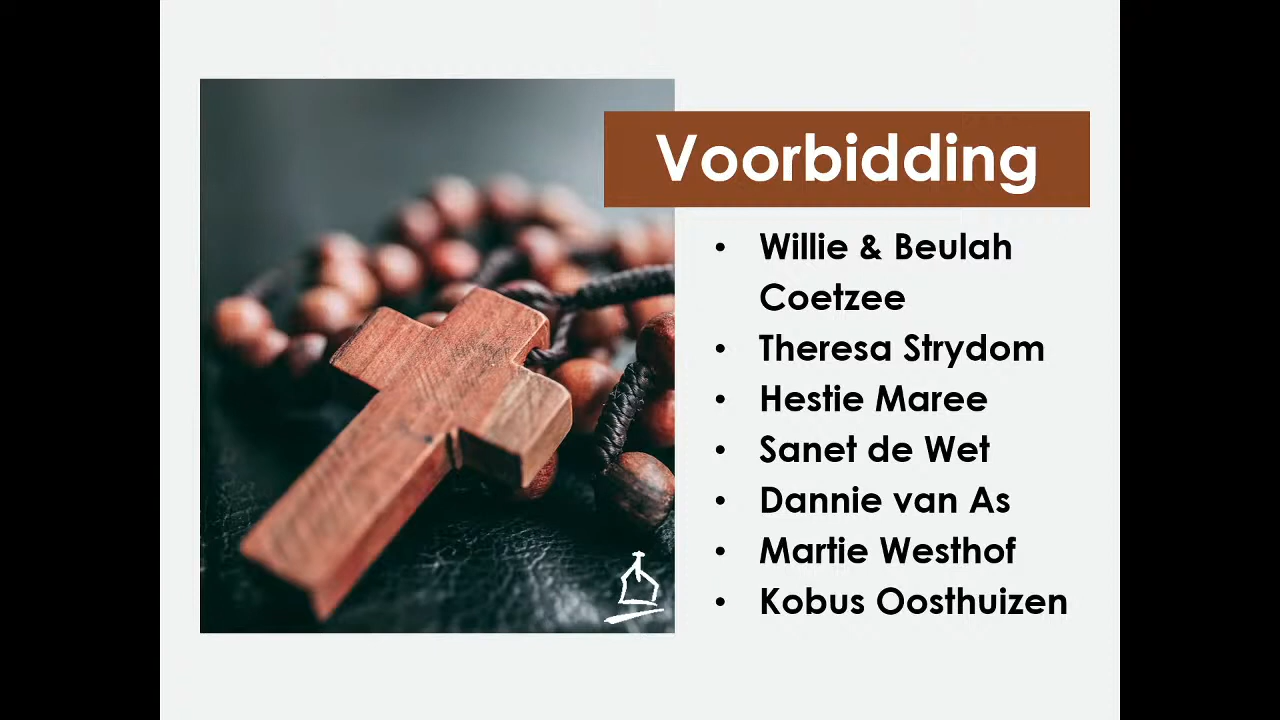 Voorbidding
• Willie & Beulah
Coetzee
• Theresa Strydom
• Hestie Maree
• Sanet de Wet
• Dannie van As
• Martie Westhof
• Kobus Oosthuizen